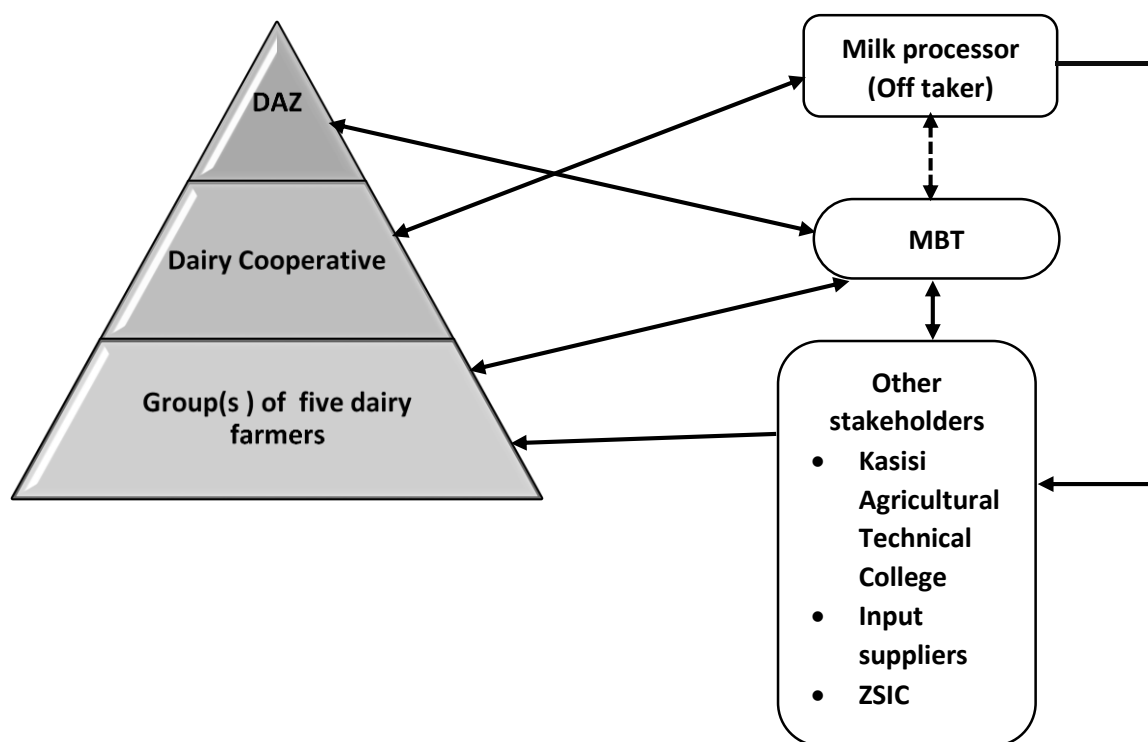 DAZ
Dairy Cooperative
Group(s ) of five dairy
farmers
Milk processor
(Off taker)
MBT
Other
stakeholders
• Kasisi
Agricultural
Technical
College
• Input
suppliers
• ZSIC